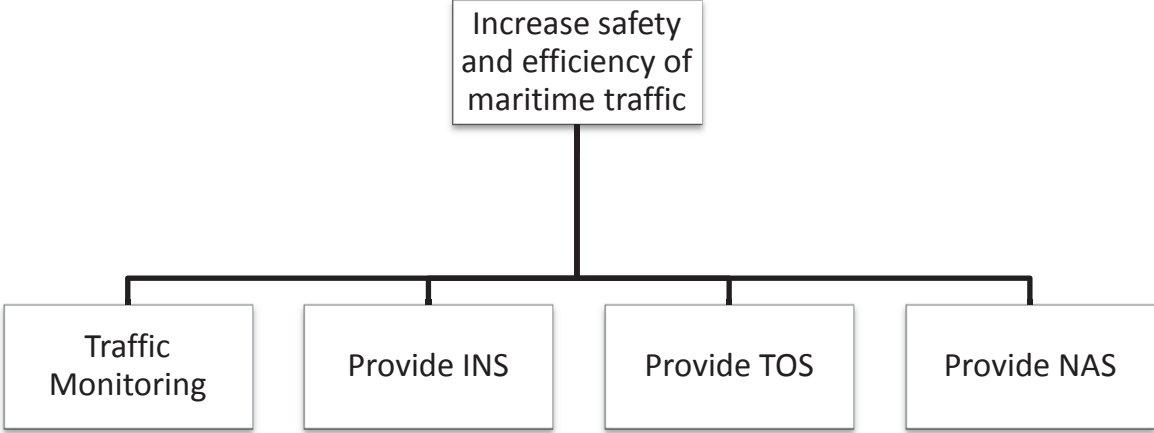 Increase safety
and efficiency of
maritime traffic
Traffic
Monitoring
Provide INS
Provide TOS
Provide NAS